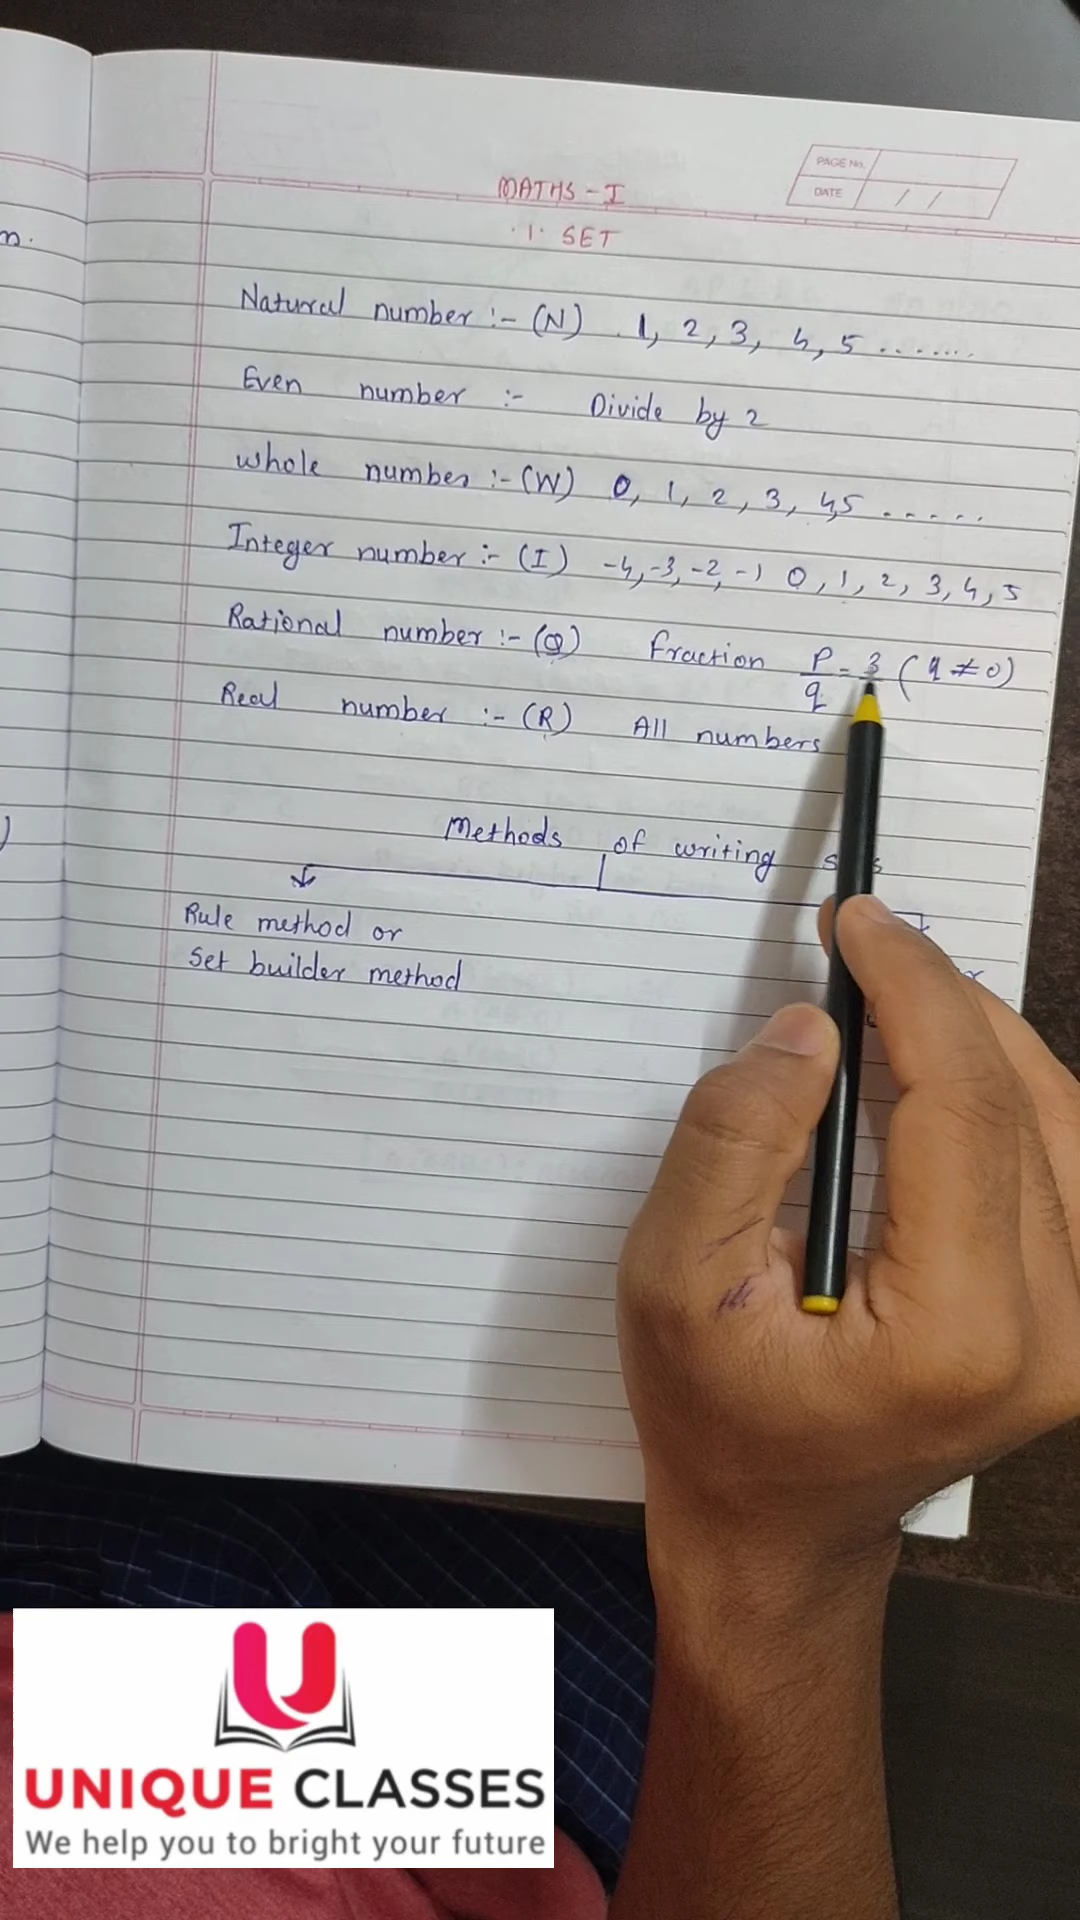 PAGE No.
DATE / /
MATHS - I
1. SET
n.
Natural number :- (N) 1, 2, 3, 4, 5 .......
Even number :- Divide by 2
Whole number :- (W) 0, 1, 2, 3, 4,5 .....
Integer number :- (I) -4, -3, -2, -1 0, 1, 2, 3, 4, 5
Rational number :- (Q) Fraction P/q = 3 (q ≠ 0)
Real number :- (R) All numbers
)
Methods of writing
Rule method or
Set builder method
UNIQUE CLASSES
We help you to bright your future